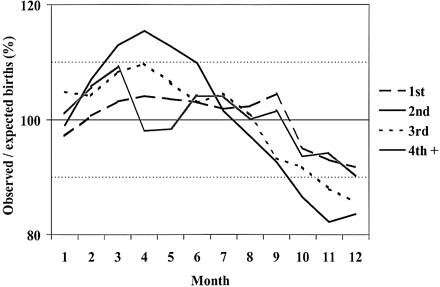 120
100
80
Observed / expected births (%)
1 2 3 4 5 6 7 8 9 10 11 12
Month
1st
2nd
3rd
4th +